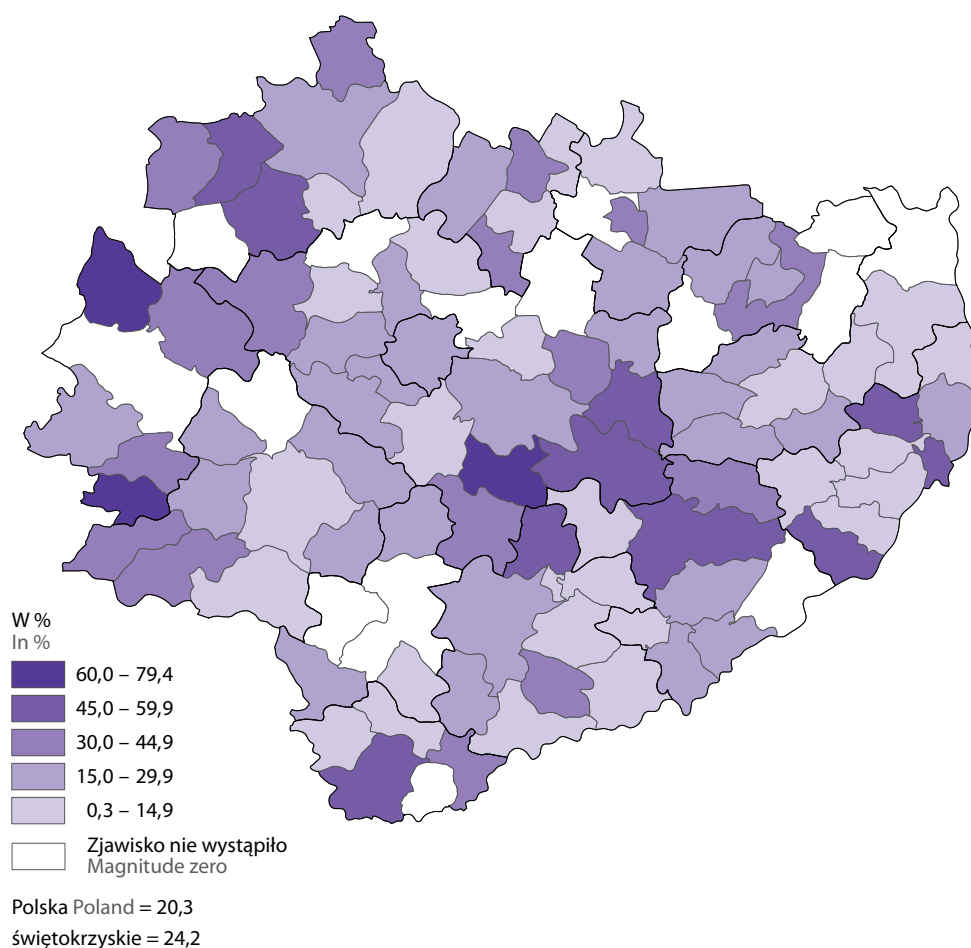 W %
In %
60,0 – 79,4
45,0 – 59,9
30,0 – 44,9
15,0 – 29,9
0,3 – 14,9
Zjawisko nie wystąpiło
Magnitude zero
Polska Poland = 20,3
świętokrzyskie = 24,2